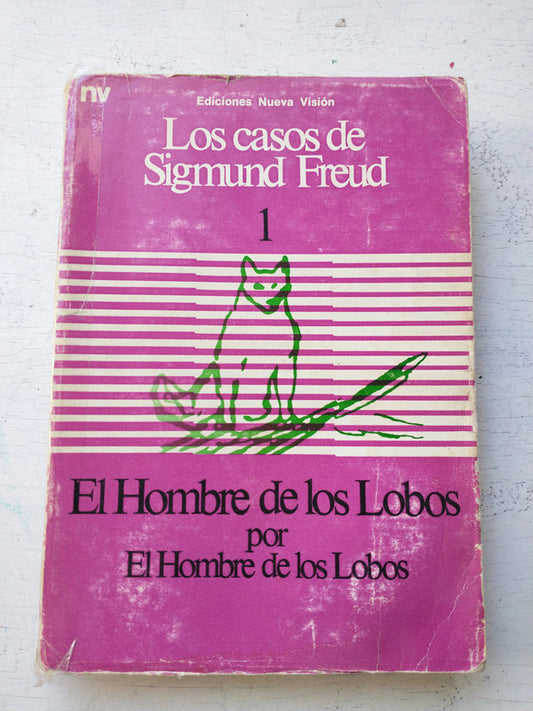 nv
Ediciones Nueva Visión
Los casos de
Sigmund Freud
1
El Hombre de los Lobos
por
El Hombre de los Lobos